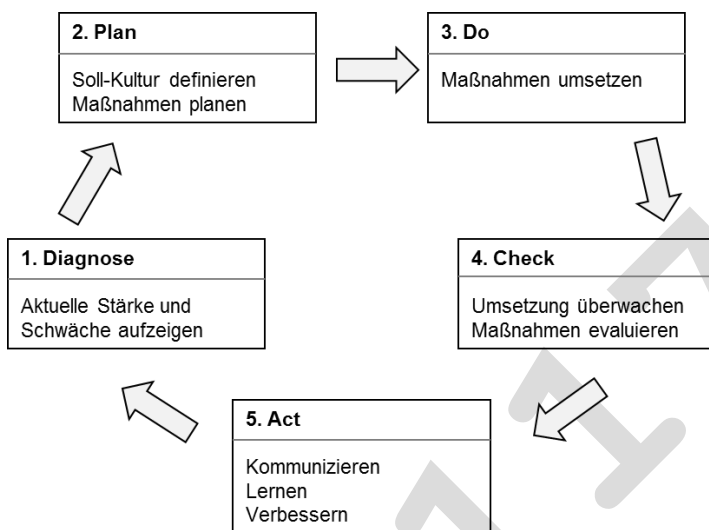 1. Diagnose
Aktuelle Stärke und
Schwäche aufzeigen
2. Plan
Soll-Kultur definieren
Maßnahmen planen
3. Do
Maßnahmen umsetzen
4. Check
Umsetzung überwachen
Maßnahmen evaluieren
5. Act
Kommunizieren
Lernen
Verbessern